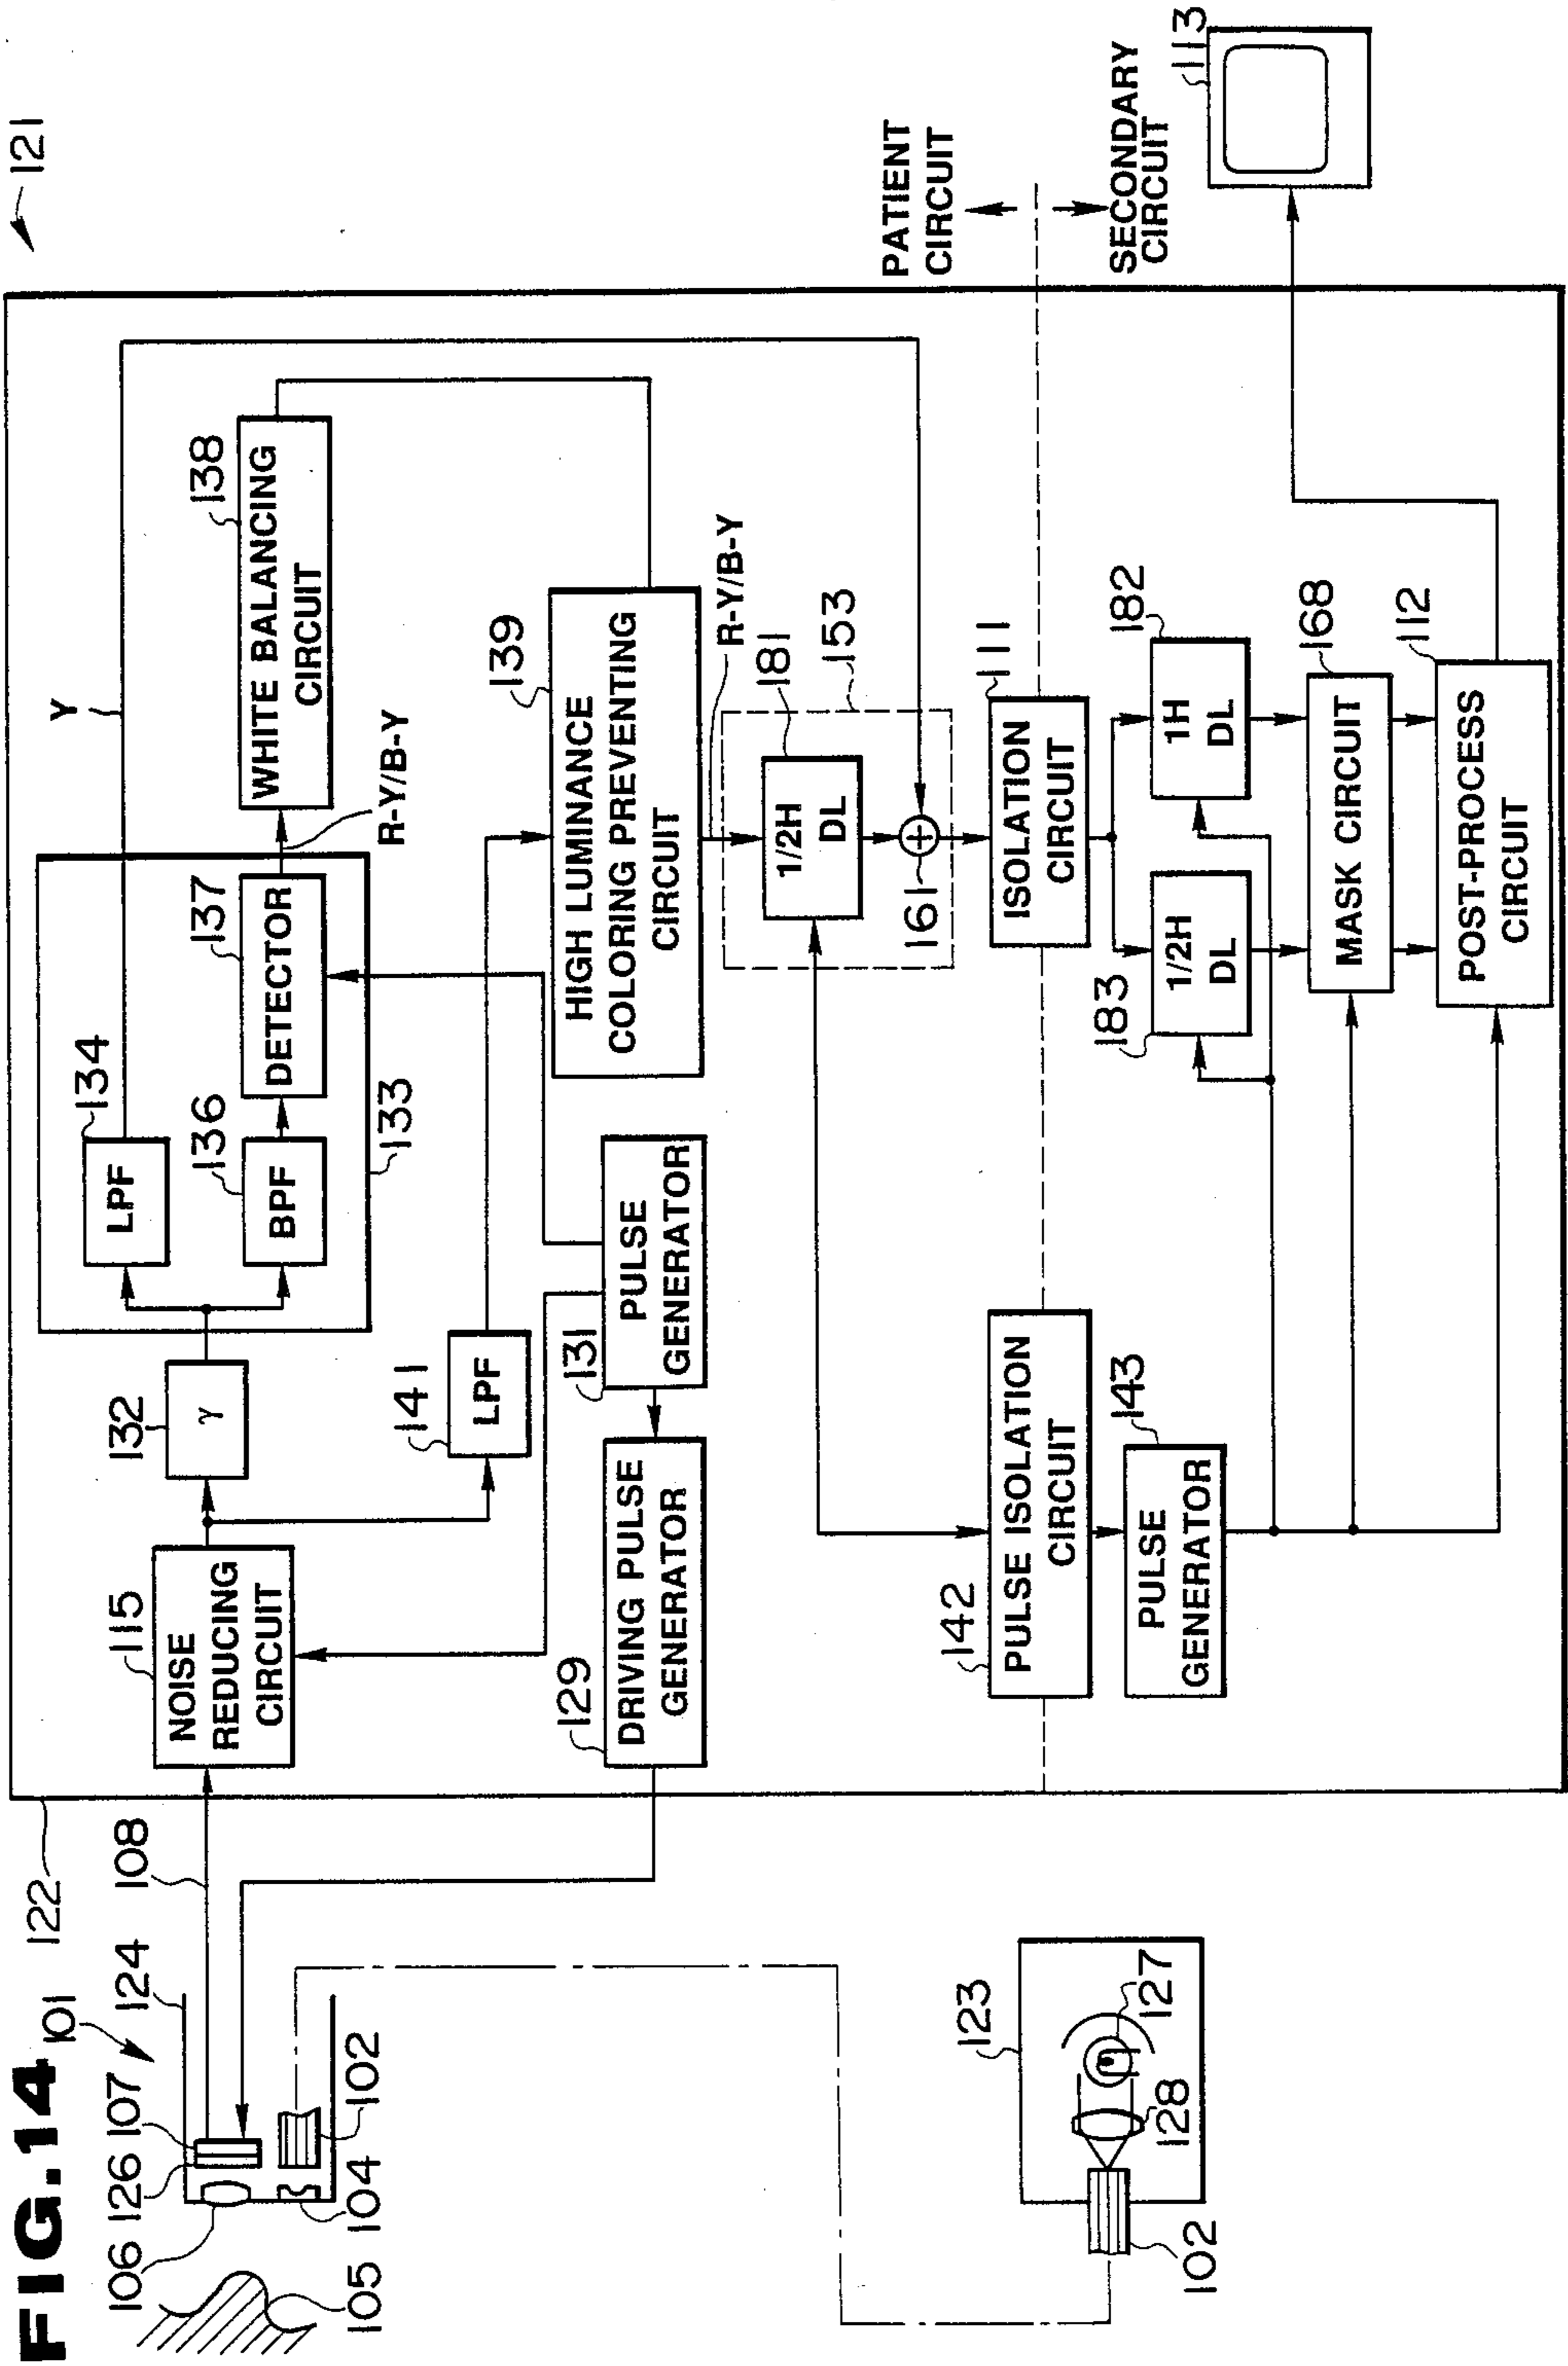 FIG.14
121
101
122
124
108
107
126
106
105
104
102
115
NOISE
REDUCING
CIRCUIT
132
γ
134
LPF
136
BPF
137
DETECTOR
133
Y
138
WHITE BALANCING
CIRCUIT
R-Y/B-Y
141
LPF
139
HIGH LUMINANCE
COLORING PREVENTING
CIRCUIT
R-Y/B-Y
129
DRIVING PULSE
GENERATOR
131
PULSE
GENERATOR
153
181
1/2H
DL
161
+
111
ISOLATION
CIRCUIT
PATIENT
CIRCUIT
SECONDARY
CIRCUIT
113
142
PULSE ISOLATION
CIRCUIT
143
PULSE
GENERATOR
183
1/2H
DL
182
1H
DL
168
MASK CIRCUIT
112
POST-PROCESS
CIRCUIT
123
127
128
102